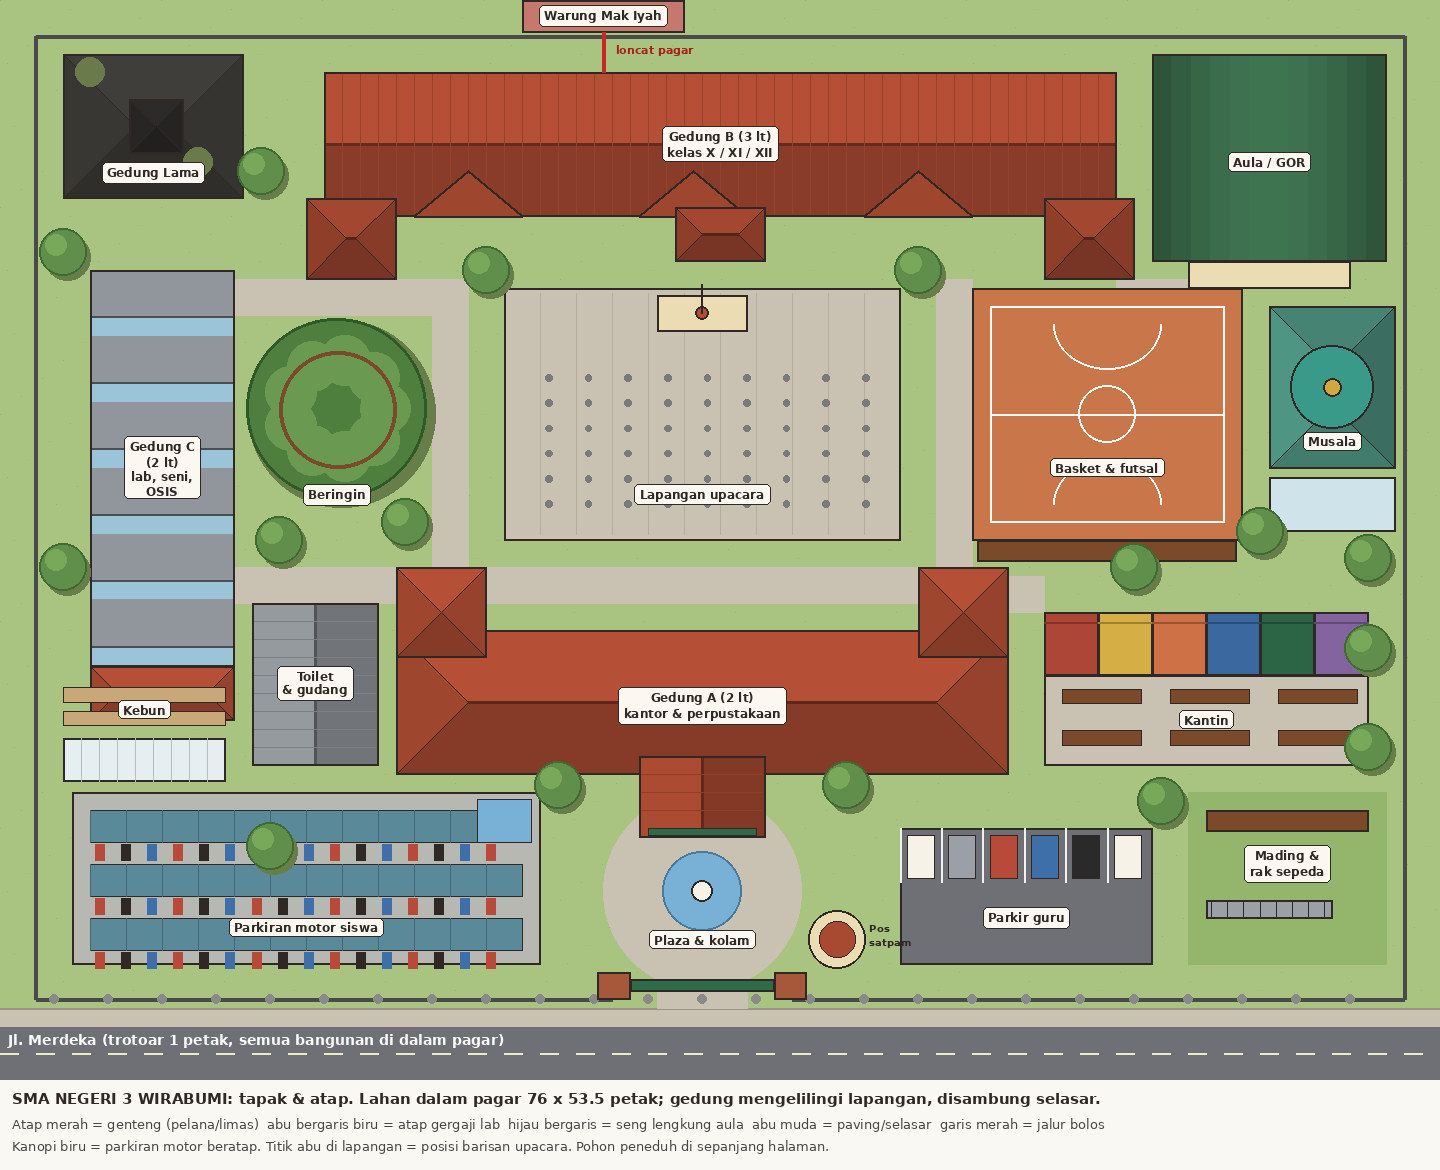 Warung Mak Iyah
loncat pagar
Gedung B (3 lt)
kelas X / XI / XII
Aula / GOR
Gedung Lama
Gedung C
(2 lt)
lab, seni,
OSIS
Beringin
Lapangan upacara
Basket & futsal
Musala
Toilet
& gudang
Gedung A (2 lt)
kantor & perpustakaan
Kebun
Kantin
Mading &
rak sepeda
Parkiran motor siswa
Plaza & kolam
Pos
satpam
Parkir guru
Jl. Merdeka (trotoar 1 petak, semua bangunan di dalam pagar)
SMA NEGERI 3 WIRABUMI: tapak & atap. Lahan dalam pagar 76 x 53.5 petak; gedung mengelilingi lapangan, disambung selasar.
Atap merah = genteng (pelana/limas)  abu bergaris biru = atap gergaji lab  hijau bergaris = seng lengkung aula  abu muda = paving/selasar  garis merah = jalur bolos
Kanopi biru = parkiran motor beratap. Titik abu di lapangan = posisi barisan upacara. Pohon peneduh di sepanjang halaman.